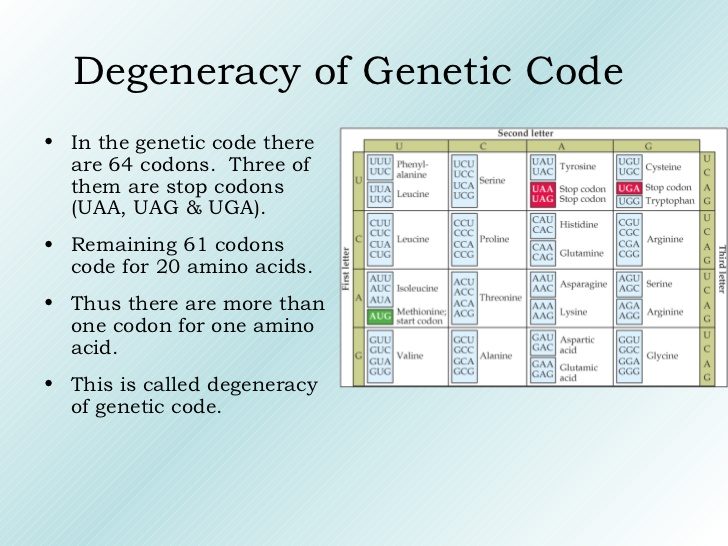 Degeneracy of Genetic Code
• In the genetic code there
are 64 codons. Three of
them are stop codons
(UAA, UAG & UGA).
• Remaining 61 codons
code for 20 amino acids.
• Thus there are more than
one codon for one amino
acid.
• This is called degeneracy
of genetic code.
Second letter
U C A G
First letter
Third letter
U
UUU Phenyl-
UUC alanine
UUA Leucine
UUG
UCU
UCC Serine
UCA
UCG
UAU Tyrosine
UAC
UAA Stop codon
UAG Stop codon
UGU Cysteine
UGC
UGA Stop codon
UGG Tryptophan
U
C
A
G
C
CUU
CUC Leucine
CUA
CUG
CCU
CCC Proline
CCA
CCG
CAU Histidine
CAC
CAA Glutamine
CAG
CGU
CGC Arginine
CGA
CGG
U
C
A
G
A
AUU
AUC Isoleucine
AUA
AUG Methionine;
start codon
ACU
ACC Threonine
ACA
ACG
AAU Asparagine
AAC
AAA Lysine
AAG
AGU Serine
AGC
AGA Arginine
AGG
U
C
A
G
G
GUU
GUC Valine
GUA
GUG
GCU
GCC Alanine
GCA
GCG
GAU Aspartic
GAC acid
GAA Glutamic
GAG acid
GGU
GGC Glycine
GGA
GGG
U
C
A
G